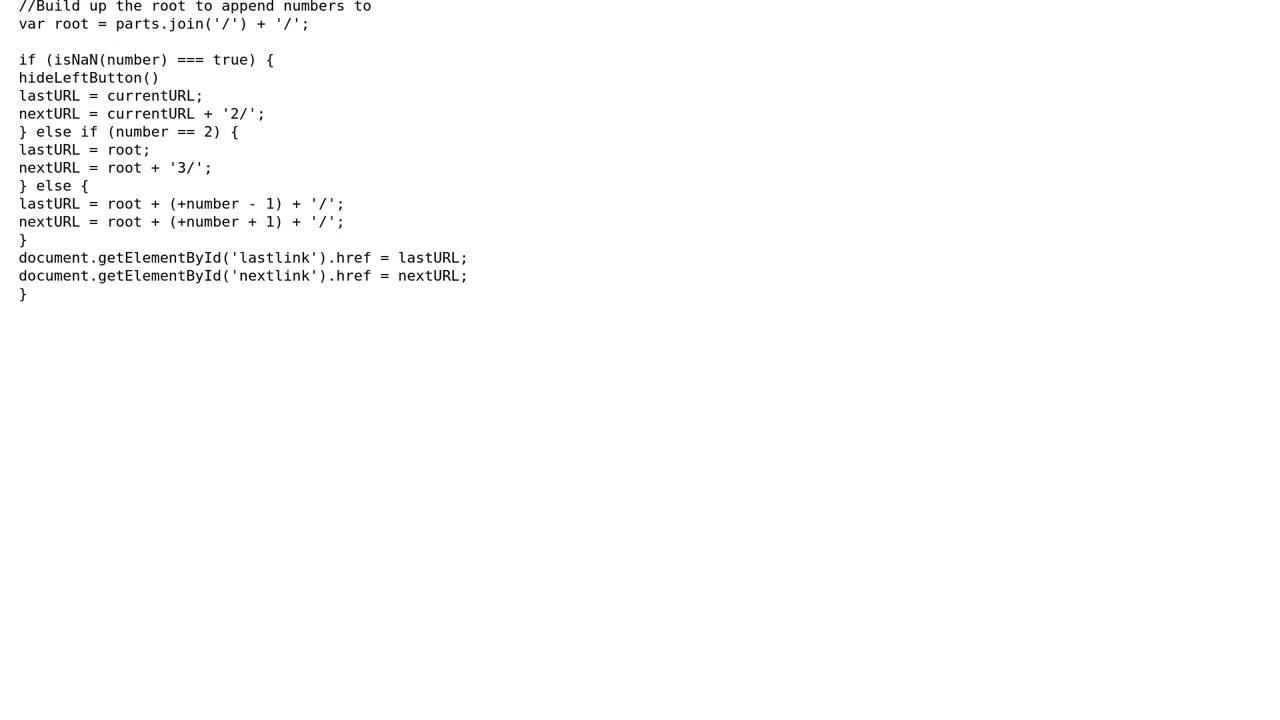 //Build up the root to append numbers to
var root = parts.join('/') + '/';
if (isNaN(number) === true) {
hideLeftButton()
lastURL = currentURL;
nextURL = currentURL + '2/';
} else if (number == 2) {
lastURL = root;
nextURL = root + '3/';
} else {
lastURL = root + (+number - 1) + '/';
nextURL = root + (+number + 1) + '/';
}
document.getElementById('lastlink').href = lastURL;
document.getElementById('nextlink').href = nextURL;
}